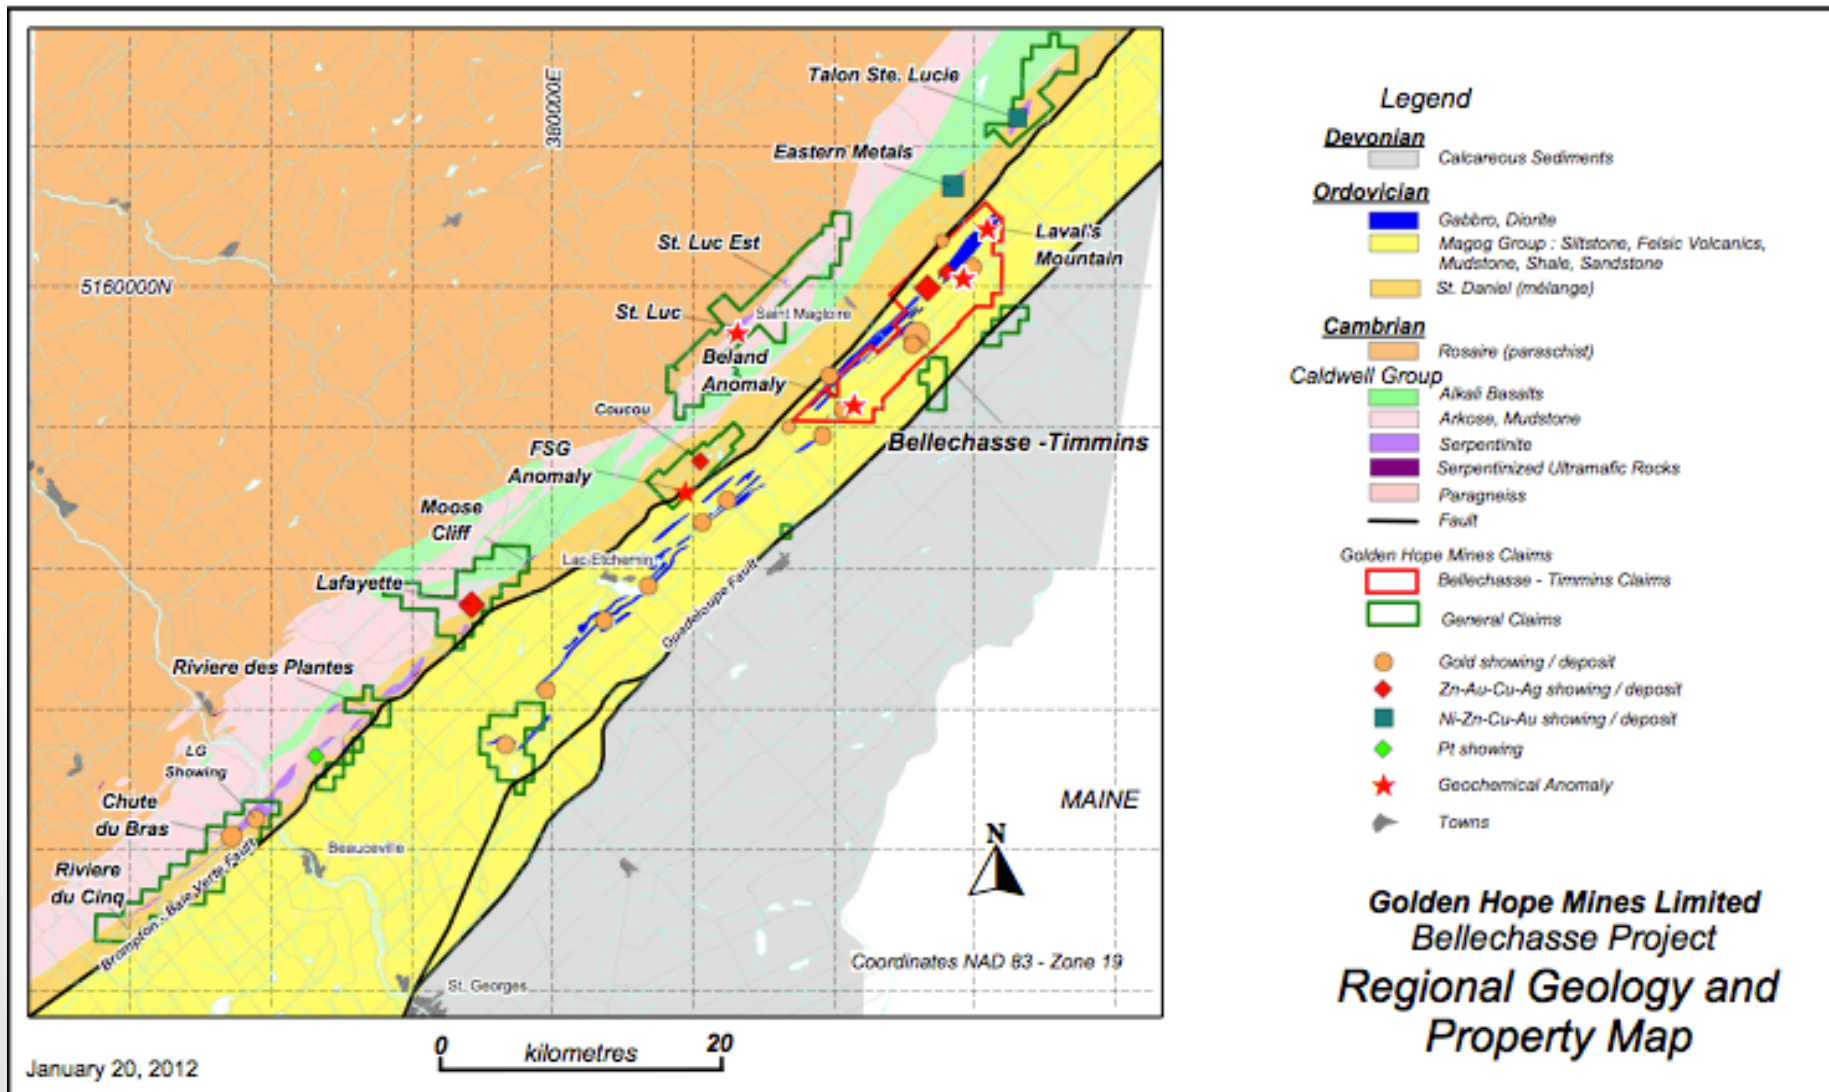 380000E
Talon Ste. Lucie
Eastern Metals
St. Luc Est
Laval's
Mountain
5160000N
St. Luc
Saint Magloire
Beland
Anomaly
Coucou
Bellechasse -Timmins
FSG
Anomaly
Moose
Cliff
Lac Etchemin
Lafayette
Guadeloupe Fault
Riviere des Plantes
LG
Showing
Chute
du Bras
MAINE
N
Beauceville
Riviere
du Cinq
Brompton - Baie Verte Fault
Coordinates NAD 83 - Zone 19
St. Georges
0 kilometres 20
January 20, 2012
Legend
Devonian
Calcareous Sediments
Ordovician
Gabbro, Diorite
Magog Group : Siltstone, Felsic Volcanics,
Mudstone, Shale, Sandstone
St. Daniel (mélange)
Cambrian
Rosaire (paraschist)
Caldwell Group
Alkali Basalts
Arkose, Mudstone
Serpentinite
Serpentinized Ultramafic Rocks
Paragneiss
Fault
Golden Hope Mines Claims
Bellechasse - Timmins Claims
General Claims
Gold showing / deposit
Zn-Au-Cu-Ag showing / deposit
Ni-Zn-Cu-Au showing / deposit
Pt showing
Geochemical Anomaly
Towns
Golden Hope Mines Limited
Bellechasse Project
Regional Geology and
Property Map